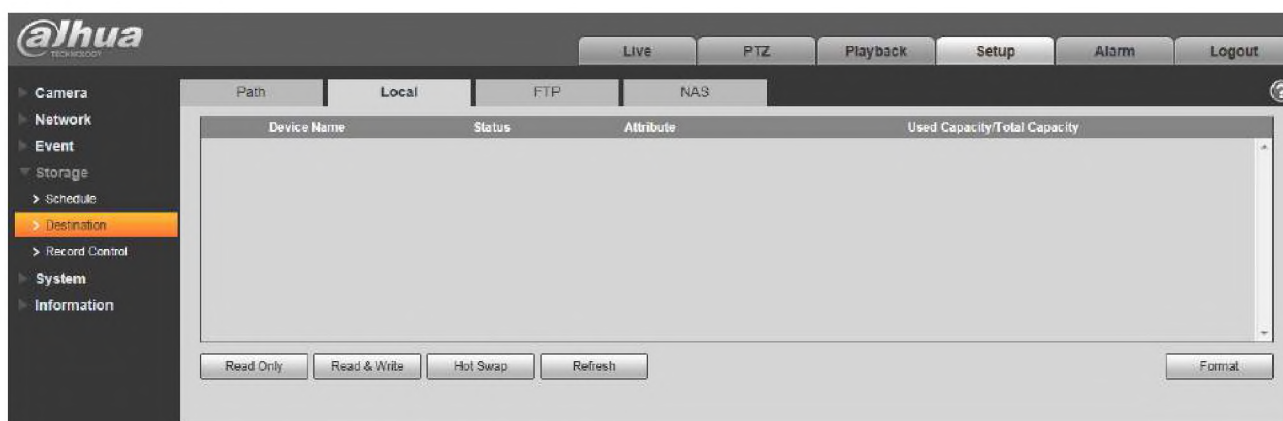 alhua
TECHNOLOGY
Live PTZ Playback Setup Alarm Logout
Camera
Network
Event
Storage
> Schedule
> Destination
> Record Control
System
Information
Path Local FTP NAS
Device Name Status Attribute Used Capacity/Total Capacity
Read Only Read & Write Hot Swap Refresh Format